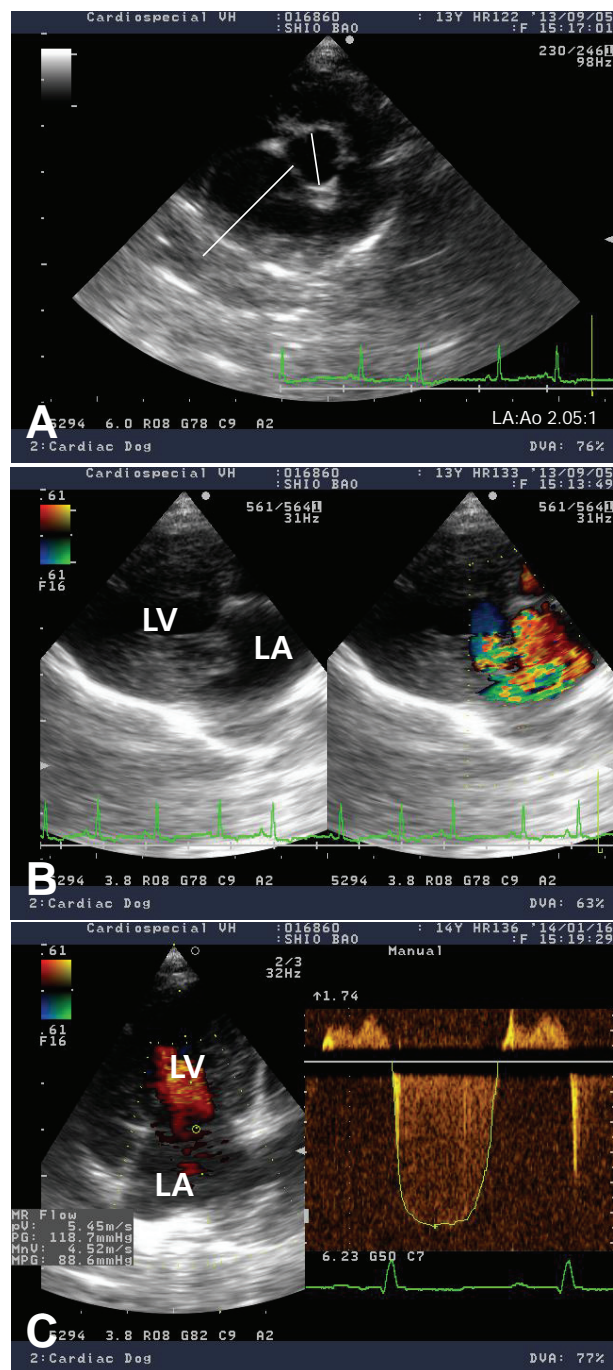 Cardiospecial VH :016860 : 13Y HR122 '13/09/05
:SHIO BAO :F 15:17:01
230/246 1
98Hz
LA:Ao 2.05:1
A
5294 6.0 R08 G78 C9 A2
2:Cardiac Dog DVA: 76%
Cardiospecial VH :016860 : 13Y HR133 '13/09/05
:SHIO BAO :F 15:13:49
.61 561/564 1 561/564 1
31Hz 31Hz
.61
F16
LV
LA
B
5294 3.8 R08 G78 C9 A2 5294 3.8 R08 G78 C9 A2
2:Cardiac Dog DVA: 63%
Cardiospecial VH :016860 : 14Y HR136 '14/01/16
:SHIO BAO :F 15:19:29
.61 2/3 Manual
32Hz
↑1.74
.61
F16
LV
LA
MR Flow
pV: 5.45m/s
PG: 118.7mmHg
MnV: 4.52m/s
MPG: 88.6mmHg
6.23 G50 C7
C
5294 3.8 R08 G82 C9 A2
2:Cardiac Dog DVA: 77%